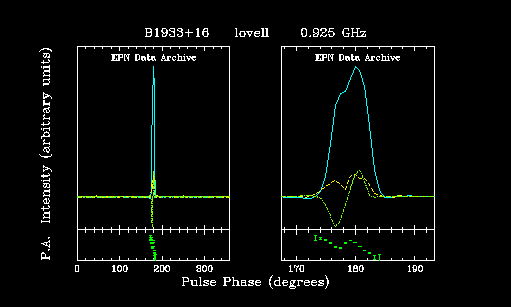 B1933+16 lovell 0.925 GHz
EPN Data Archive EPN Data Archive
Intensity (arbitrary units)
P.A.
0 100 200 300 170 180 190
Pulse Phase (degrees)